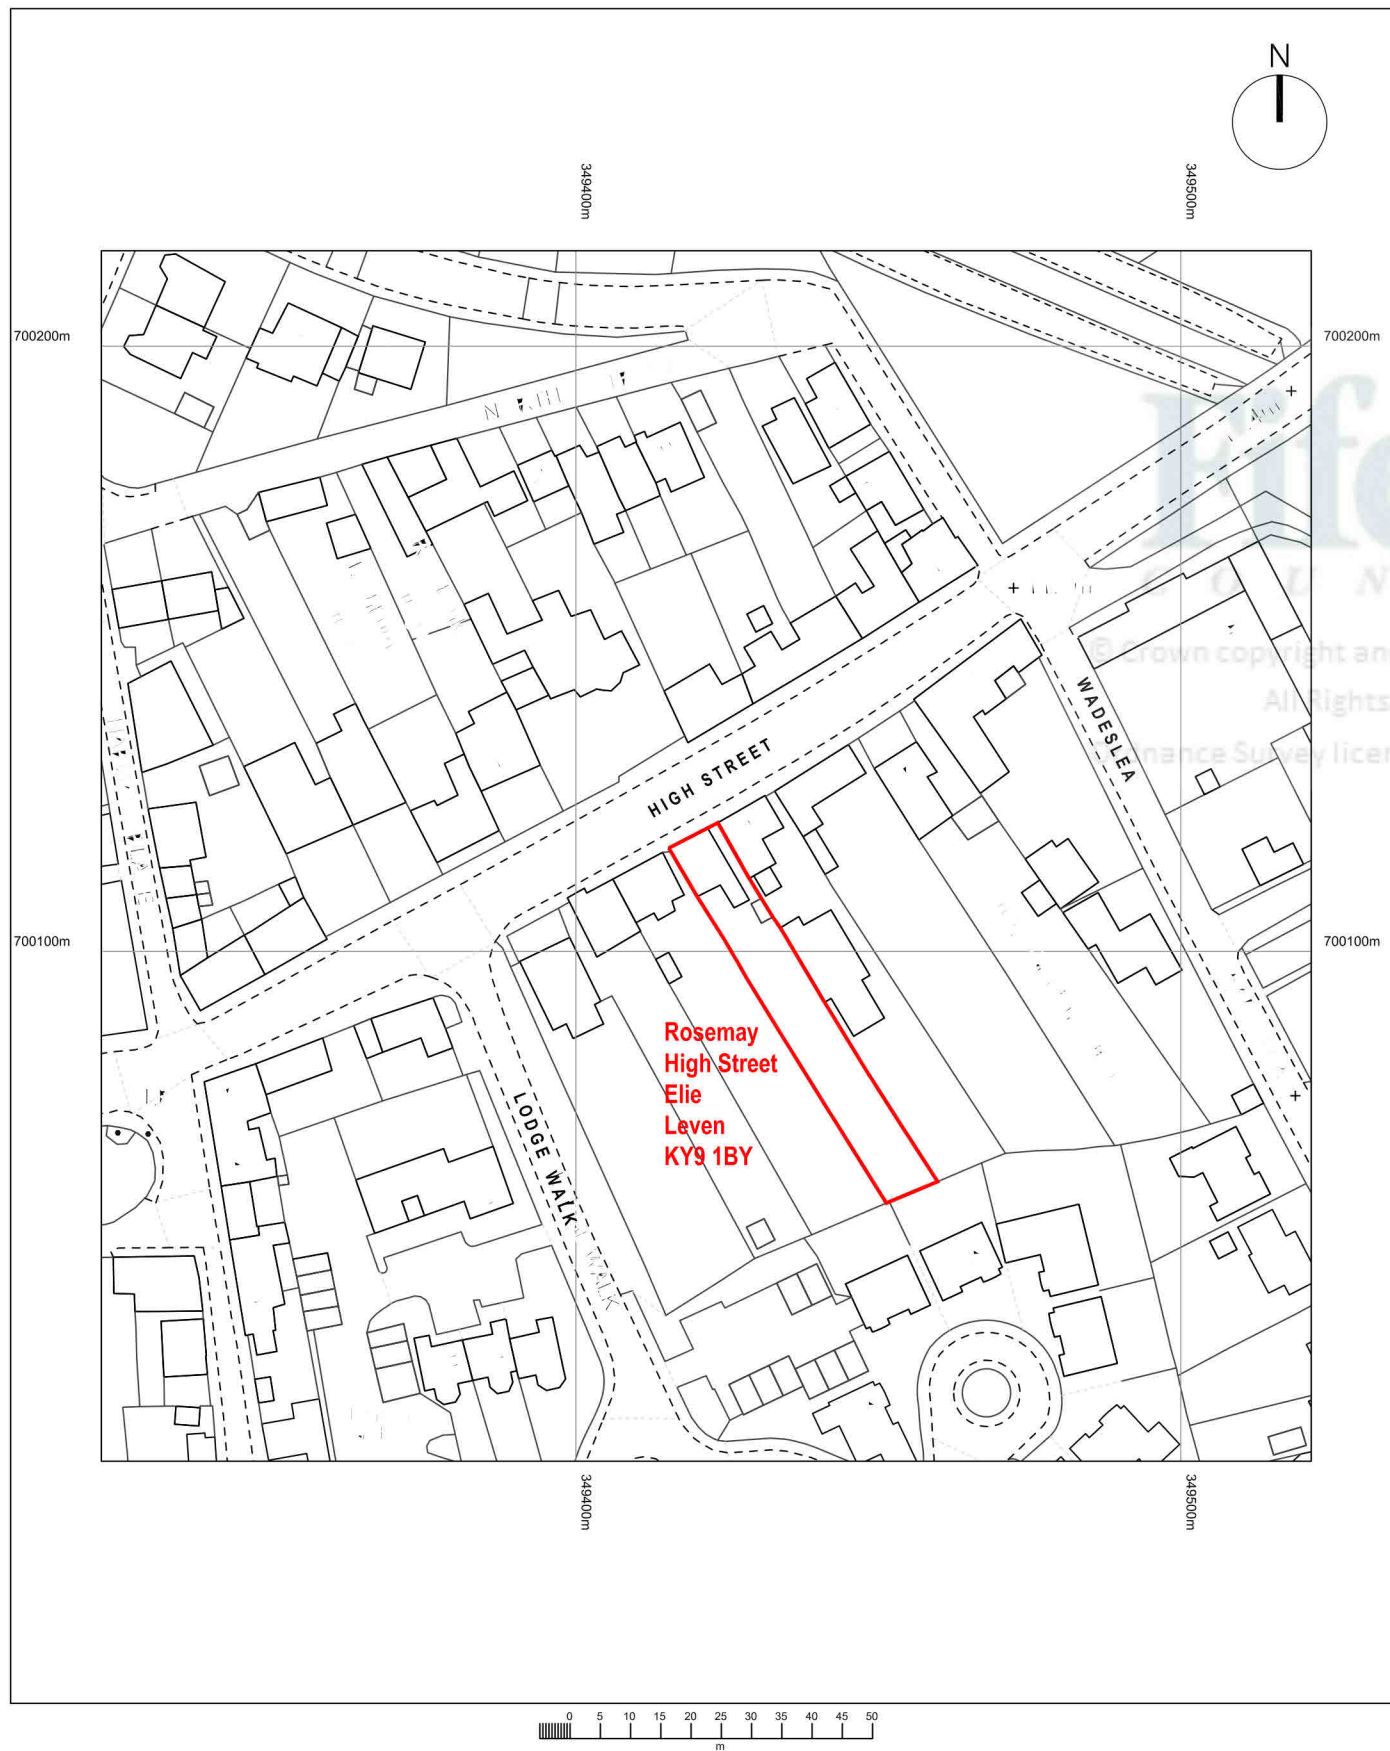 N
349400m
349500m
700200m
700200m
Fife
COUN
© Crown copyright an
All Rights
Ordnance Survey licen
HIGH STREET
WADESLEA
700100m
700100m
Rosemay
High Street
Elie
Leven
KY9 1BY
LODGE WALK
349400m
349500m
0 5 10 15 20 25 30 35 40 45 50
m